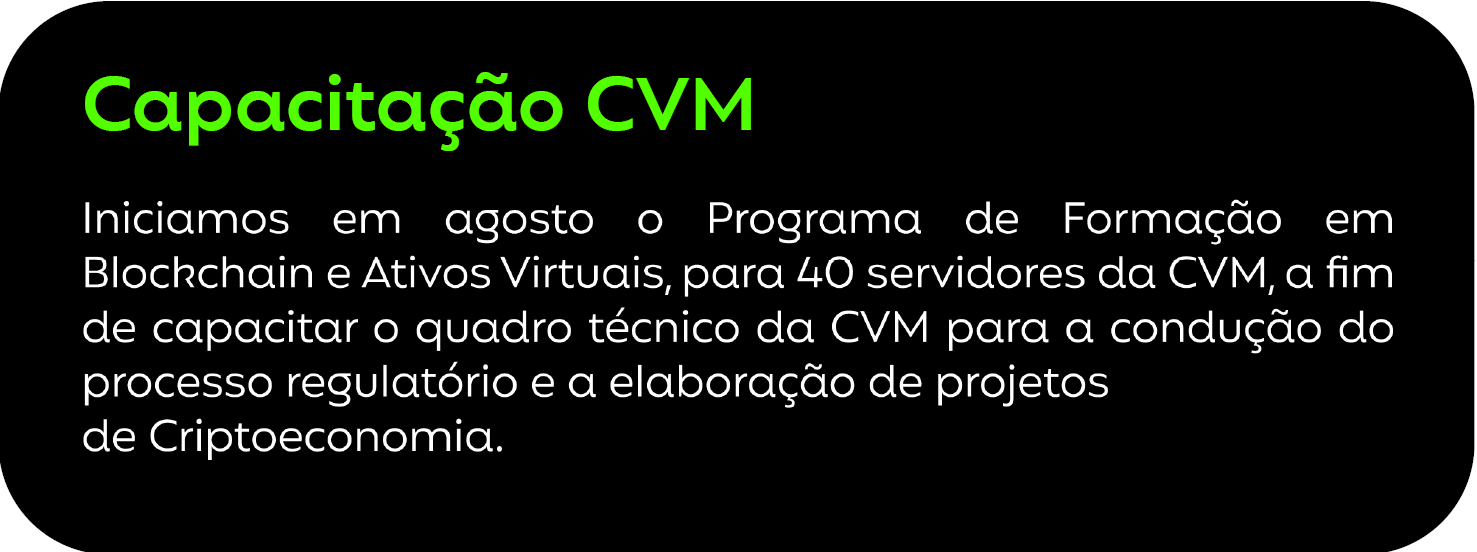 Capacitação CVM
Iniciamos em agosto o Programa de Formação em
Blockchain e Ativos Virtuais, para 40 servidores da CVM, a fim
de capacitar o quadro técnico da CVM para a condução do
processo regulatório e a elaboração de projetos
de Criptoeconomia.